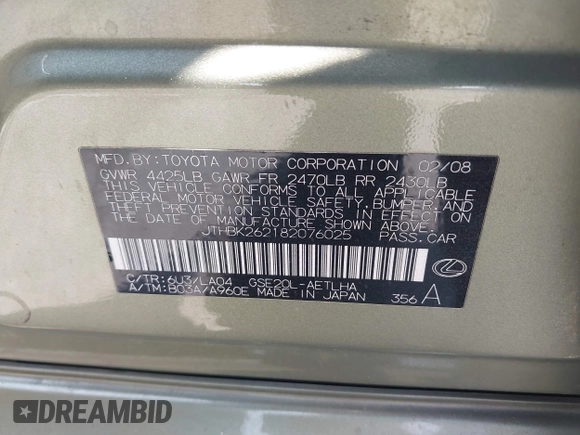 MFD.BY:TOYOTA MOTOR CORPORATION 02/08
GVWR 4425LB GAWR FR 2470LB RR 2430LB
THIS VEHICLE CONFORMS TO ALL APPLICABLE
FEDERAL MOTOR VEHICLE SAFETY,BUMPER,AND
THEFT PREVENTION STANDARDS IN EFFECT ON
THE DATE OF MANUFACTURE SHOWN ABOVE.
JTHBK262182076025 PASS.CAR
C/TR:6U3/LA04 GSE20L-AETLHA
A/TM:B03A/A960E MADE IN JAPAN 356 A
DREAMBID